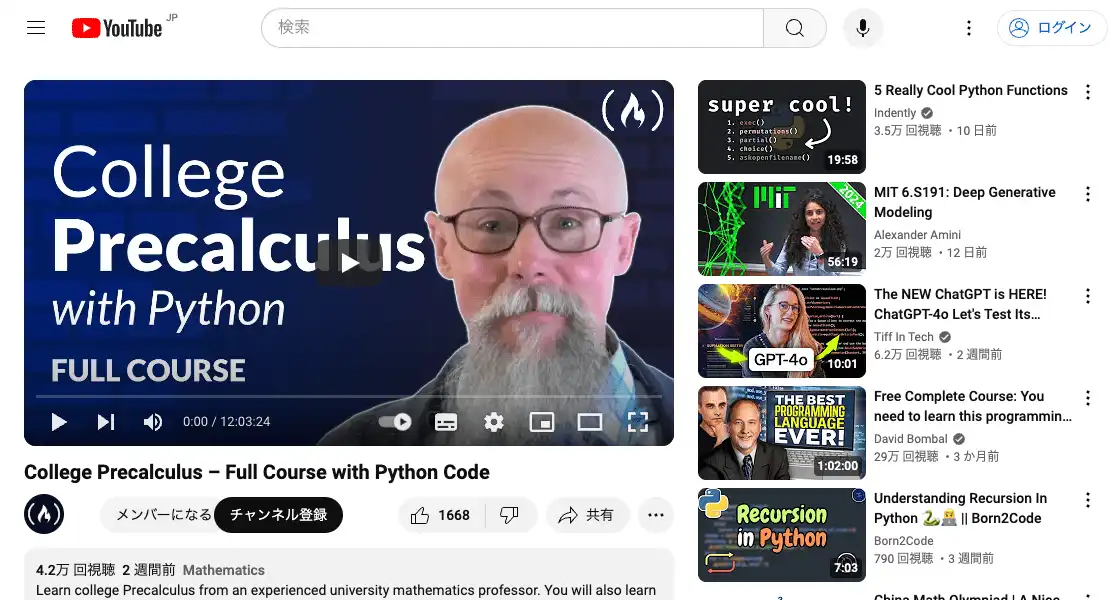 YouTube JP
検索
ログイン
College
Precalculus
with Python
FULL COURSE
0:00 / 12:03:24
College Precalculus – Full Course with Python Code
メンバーになる
チャンネル登録
1668
共有
4.2万 回視聴 2 週間前 Mathematics
Learn college Precalculus from an experienced university mathematics professor. You will also learn
super cool!
1. exec()
2. permutations()
3. partial()
4. choice()
5. askopenfilename()
19:58
5 Really Cool Python Functions
Indently
3.5万 回視聴 ・10 日前
MIT
2024
56:19
MIT 6.S191: Deep Generative
Modeling
Alexander Amini
2万 回視聴 ・12 日前
GPT-4o
10:01
The NEW ChatGPT is HERE!
ChatGPT-4o Let's Test Its…
Tiff In Tech
6.2万 回視聴 ・2 週間前
THE BEST
PROGRAMMING
LANGUAGE
EVER!
1:02:00
Free Complete Course: You
need to learn this programmin…
David Bombal
29万 回視聴 ・3 か月前
Recursion
in Python
7:03
Understanding Recursion In
Python 🐍👩‍💻 || Born2Code
Born2Code
790 回視聴 ・3 週間前
China Math Olympiad | A Nice